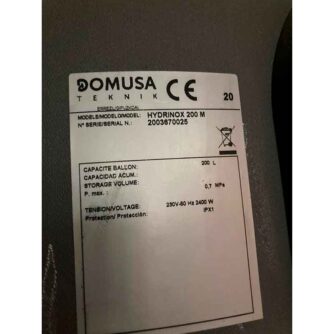 DOMUSA
TEKNIK
CE
20
MODELE/MODELO/MODEL: HYDRINOX 200 M
Nº SERIE/SERIAL N.: 2003670025
CAPACITE BALLON: 200 L
CAPACIDAD ACUM.:
STORAGE VOLUME:
P. max. : 0,7 MPa
TENSION/VOLTAGE: 230V-50 Hz 2400 W
Protection/Protección: IPX1